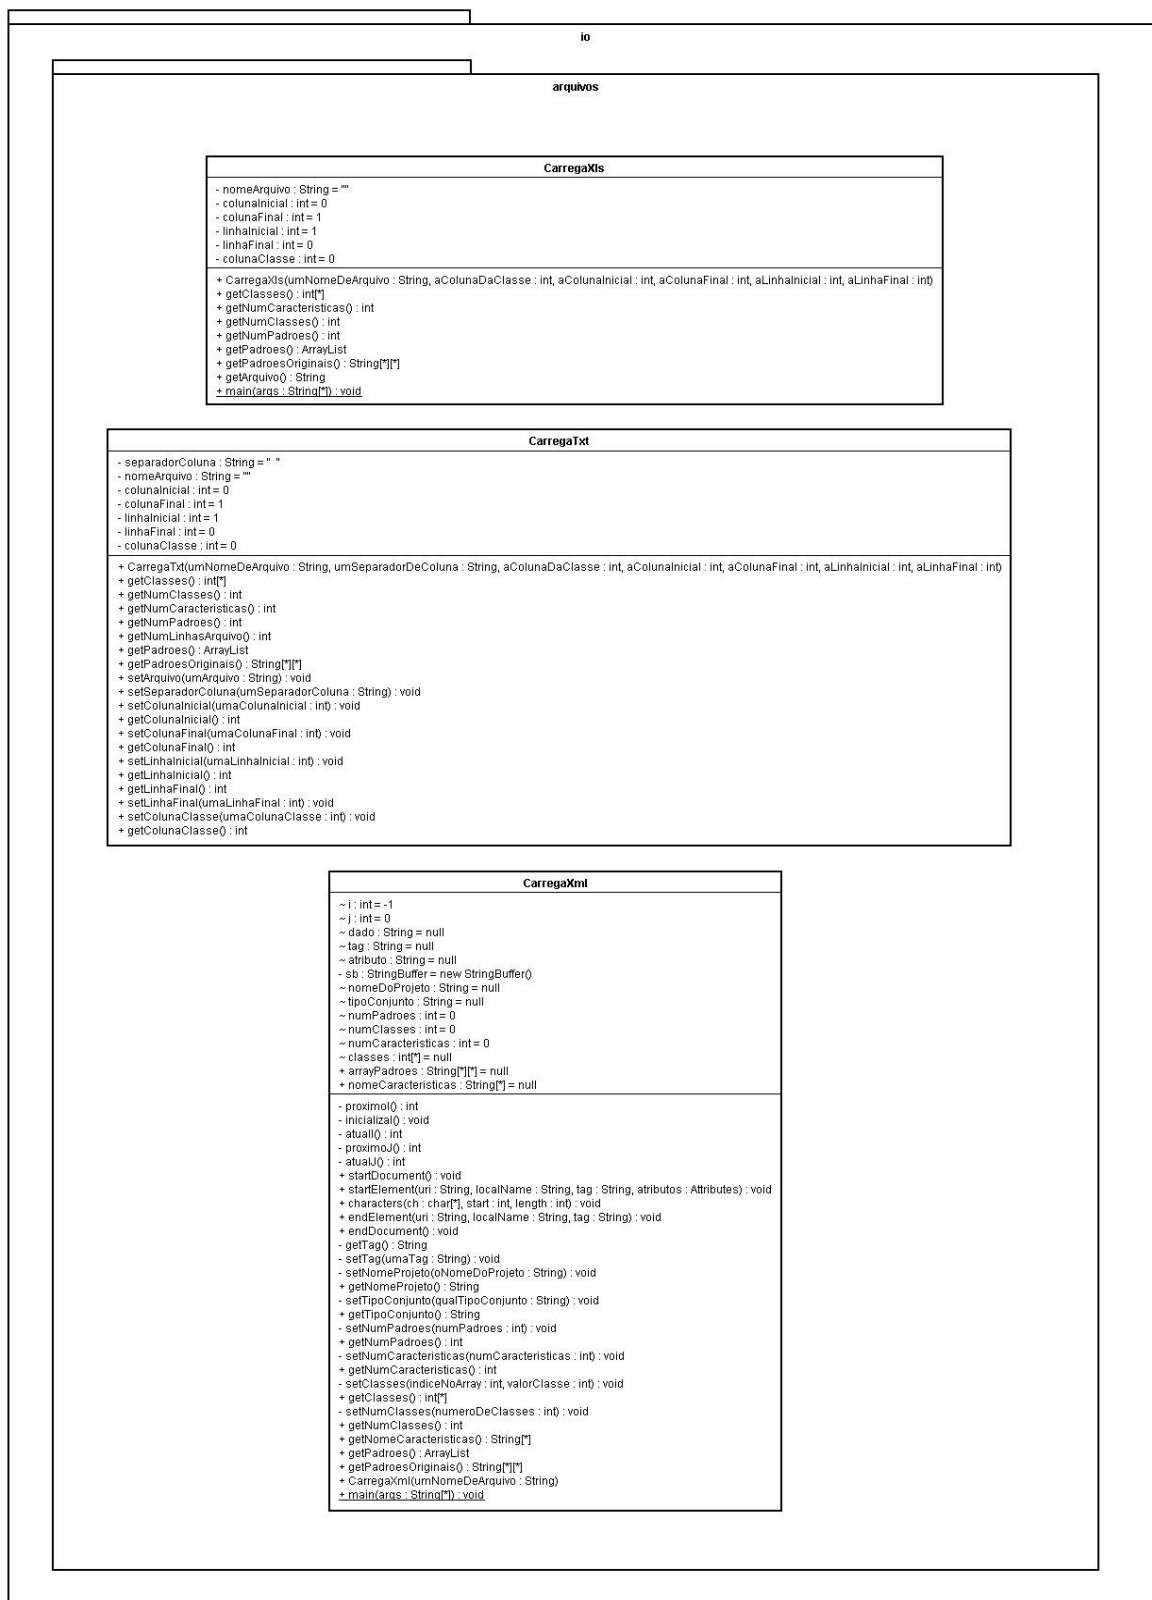 io
arquivos
CarregaXls
- nomeArquivo : String = ""
- colunaInicial : int = 0
- colunaFinal : int = 1
- linhaInicial : int = 1
- linhaFinal : int = 0
- colunaClasse : int = 0
+ CarregaXls(umNomeDeArquivo : String, aColunaDaClasse : int, aColunaInicial : int, aColunaFinal : int, aLinhaInicial : int, aLinhaFinal : int)
+ getClasses() : int[*]
+ getNumCaracteristicas() : int
+ getNumClasses() : int
+ getNumPadroes() : int
+ getPadroes() : ArrayList
+ getPadroesOriginais() : String[*][*]
+ getArquivo() : String
+ main(args : String[*]) : void
CarregaTxt
- separadorColuna : String = "  "
- nomeArquivo : String = ""
- colunaInicial : int = 0
- colunaFinal : int = 1
- linhaInicial : int = 1
- linhaFinal : int = 0
- colunaClasse : int = 0
+ CarregaTxt(umNomeDeArquivo : String, umSeparadorDeColuna : String, aColunaDaClasse : int, aColunaInicial : int, aColunaFinal : int, aLinhaInicial : int, aLinhaFinal : int)
+ getClasses() : int[*]
+ getNumClasses() : int
+ getNumCaracteristicas() : int
+ getNumPadroes() : int
+ getNumLinhasArquivo() : int
+ getPadroes() : ArrayList
+ getPadroesOriginais() : String[*][*]
+ setArquivo(umArquivo : String) : void
+ setSeparadorColuna(umSeparadorColuna : String) : void
+ setColunaInicial(umaColunaInicial : int) : void
+ getColunaInicial() : int
+ setColunaFinal(umaColunaFinal : int) : void
+ getColunaFinal() : int
+ setLinhaInicial(umaLinhaInicial : int) : void
+ getLinhaInicial() : int
+ getLinhaFinal() : int
+ setLinhaFinal(umaLinhaFinal : int) : void
+ setColunaClasse(umaColunaClasse : int) : void
+ getColunaClasse() : int
CarregaXml
~ i : int = -1
~ j : int = 0
~ dado : String = null
~ tag : String = null
~ atributo : String = null
- sb : StringBuffer = new StringBuffer()
~ nomeDoProjeto : String = null
~ tipoConjunto : String = null
~ numPadroes : int = 0
~ numClasses : int = 0
~ numCaracteristicas : int = 0
~ classes : int[*] = null
+ arrayPadroes : String[*][*] = null
+ nomeCaracteristicas : String[*] = null
- proximoI() : int
- inicializaI() : void
- atualI() : int
- proximoJ() : int
- atualJ() : int
+ startDocument() : void
+ startElement(uri : String, localName : String, tag : String, atributos : Attributes) : void
+ characters(ch : char[*], start : int, length : int) : void
+ endElement(uri : String, localName : String, tag : String) : void
+ endDocument() : void
- getTag() : String
- setTag(umaTag : String) : void
- setNomeProjeto(oNomeDoProjeto : String) : void
+ getNomeProjeto() : String
- setTipoConjunto(qualTipoConjunto : String) : void
+ getTipoConjunto() : String
- setNumPadroes(numPadroes : int) : void
+ getNumPadroes() : int
- setNumCaracteristicas(numCaracteristicas : int) : void
+ getNumCaracteristicas() : int
- setClasses(indiceNoArray : int, valorClasse : int) : void
+ getClasses() : int[*]
- setNumClasses(numeroDeClasses : int) : void
+ getNumClasses() : int
+ getNomeCaracteristicas() : String[*]
+ getPadroes() : ArrayList
+ getPadroesOriginais() : String[*][*]
+ CarregaXml(umNomeDeArquivo : String)
+ main(args : String[*]) : void